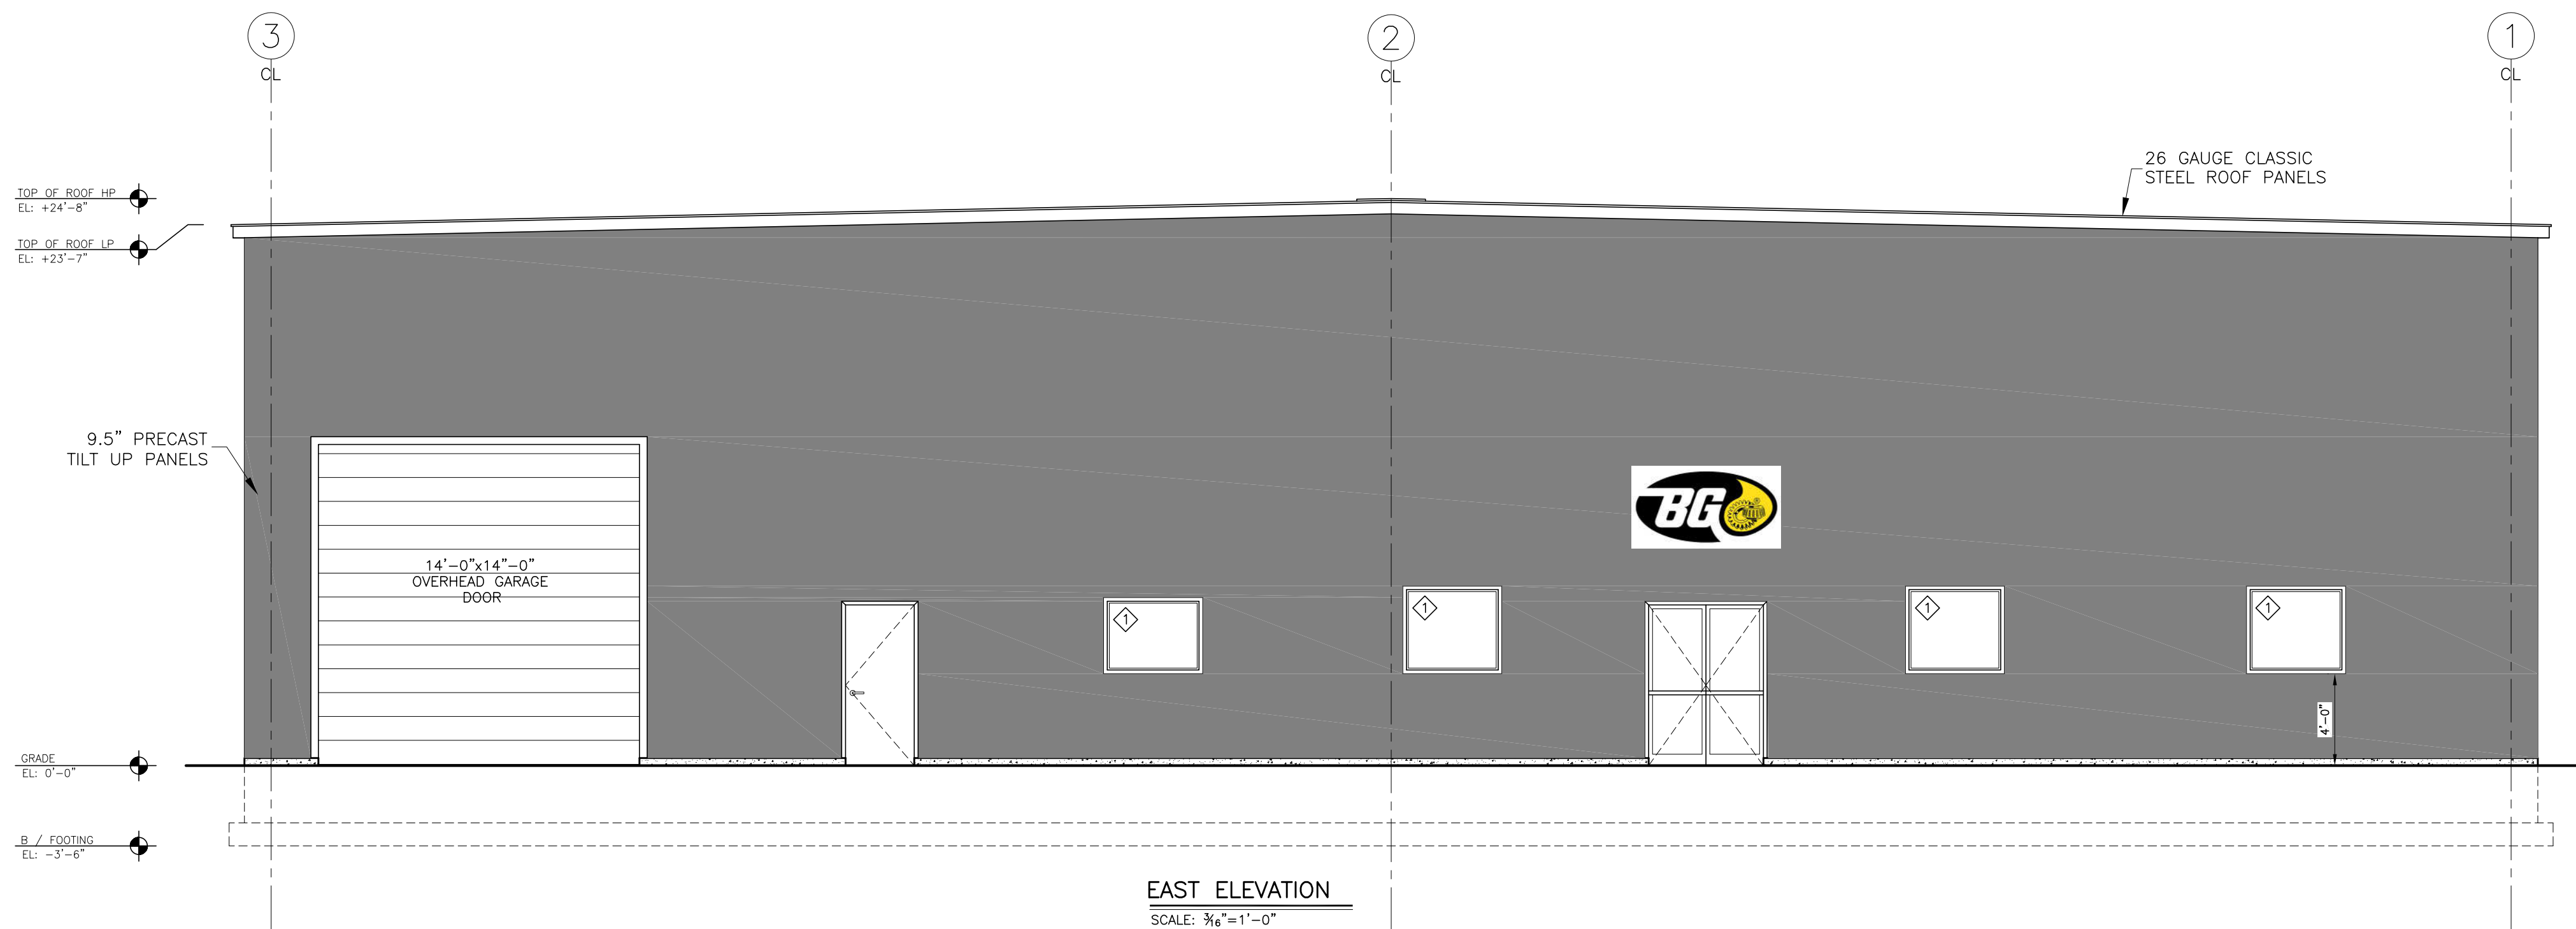 3
2
1
CL
CL
CL
26 GAUGE CLASSIC
STEEL ROOF PANELS
TOP OF ROOF HP
EL: +24'-8"
TOP OF ROOF LP
EL: +23'-7"
9.5" PRECAST
TILT UP PANELS
14'-0"x14"-0"
OVERHEAD GARAGE
DOOR
BG
®
1
1
1
1
4'-0"
GRADE
EL: 0'-0"
B / FOOTING
EL: -3'-6"
EAST ELEVATION
SCALE: 3/16"=1'-0"